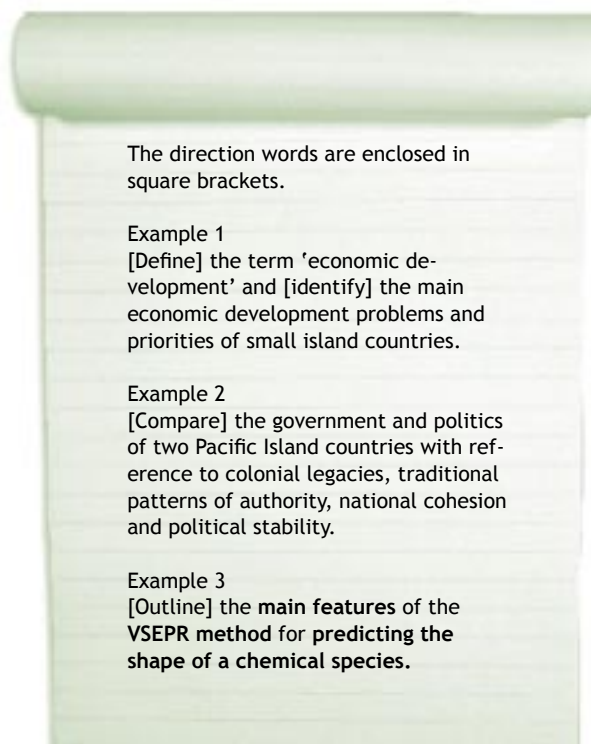 The direction words are enclosed in
square brackets.
Example 1
[Define] the term ‘economic de-
velopment’ and [identify] the main
economic development problems and
priorities of small island countries.
Example 2
[Compare] the government and politics
of two Pacific Island countries with ref-
erence to colonial legacies, traditional
patterns of authority, national cohesion
and political stability.
Example 3
[Outline] the main features of the
VSEPR method for predicting the
shape of a chemical species.